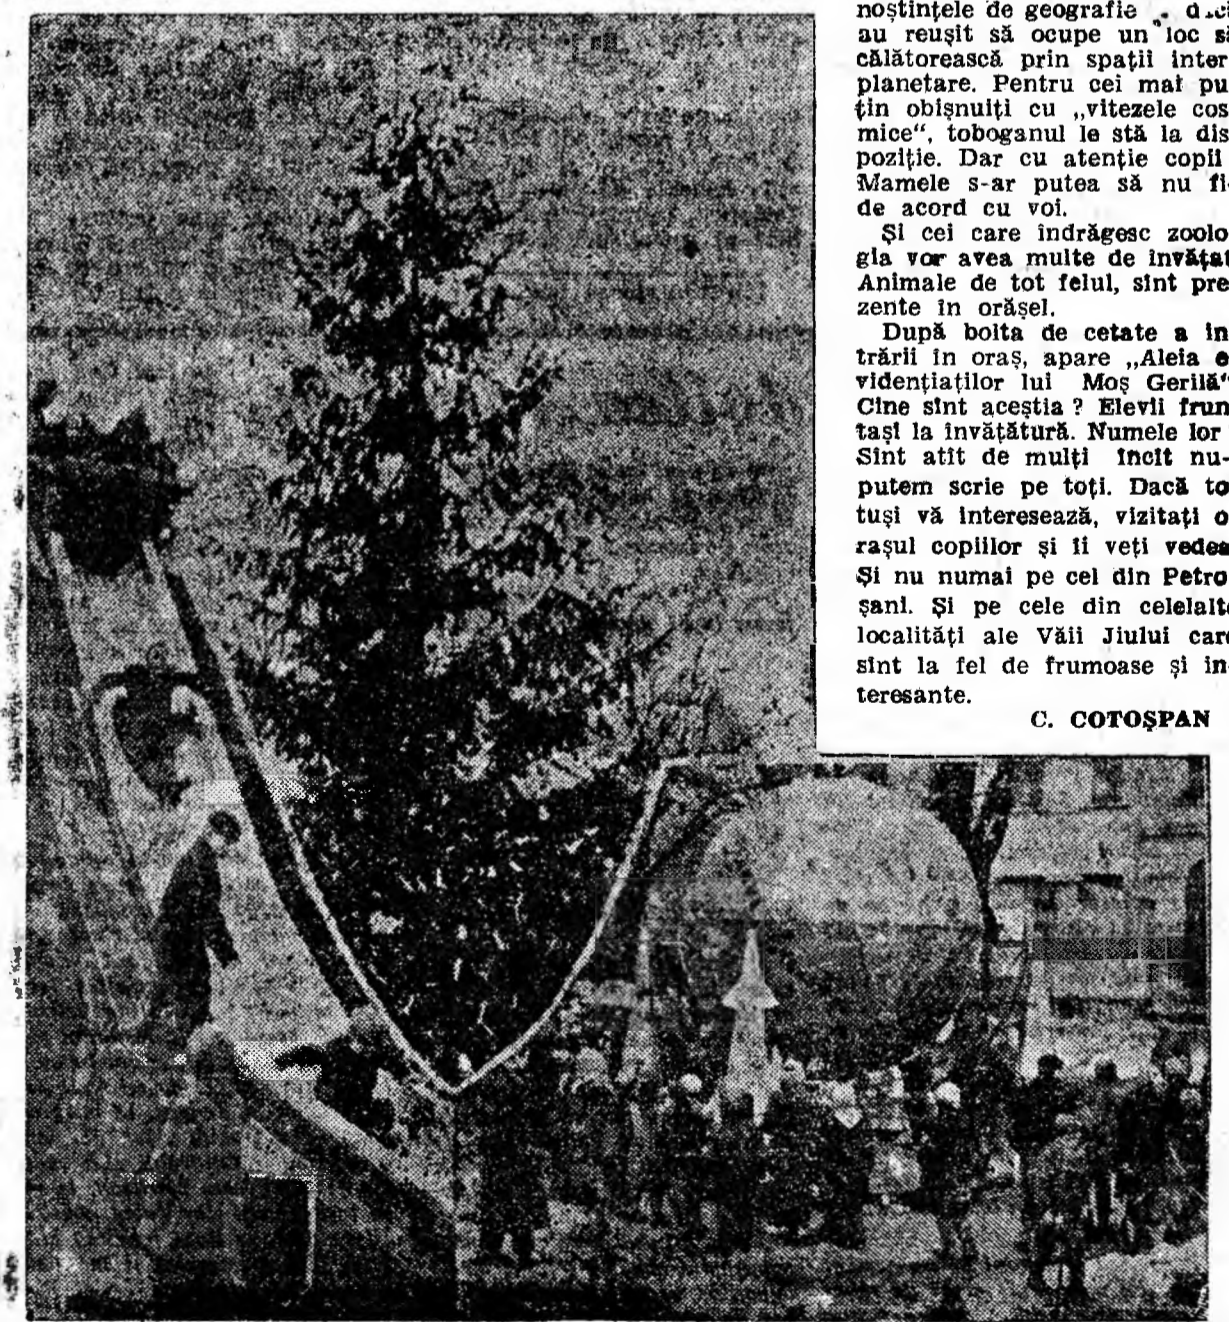 noștințele de geografie
au reușit să ocupe un loc și
călătorească prin spații inter
planetare. Pentru cei mai pu
țin obișnuiți cu „vitezele cos
mice“, toboganul le stă la dis
poziție. Dar cu atenție copii
Mamele s-ar putea să nu fi
de acord cu voi.
Și cei care îndrăgesc zoolo
gia vor avea multe de învățat
Animale de tot felul, sînt pre
zente în orășel.
După bolta de cetate a in
trării în oraș, apare „Aleia e
vidențiaților lui Moș Gerilă“
Cine sînt aceștia ? Elevii frun
tași la învățătură. Numele lor
Sînt atît de mulți încît nu-
putem scrie pe toți. Dacă to
tuși vă interesează, vizitați o
rașul copiilor și îi veți vedea
Și nu numai pe cel din Petro
șani. Și pe cele din celelalte
localități ale Văii Jiului care
sînt la fel de frumoase și in
teresante.
C. COTOȘPAN